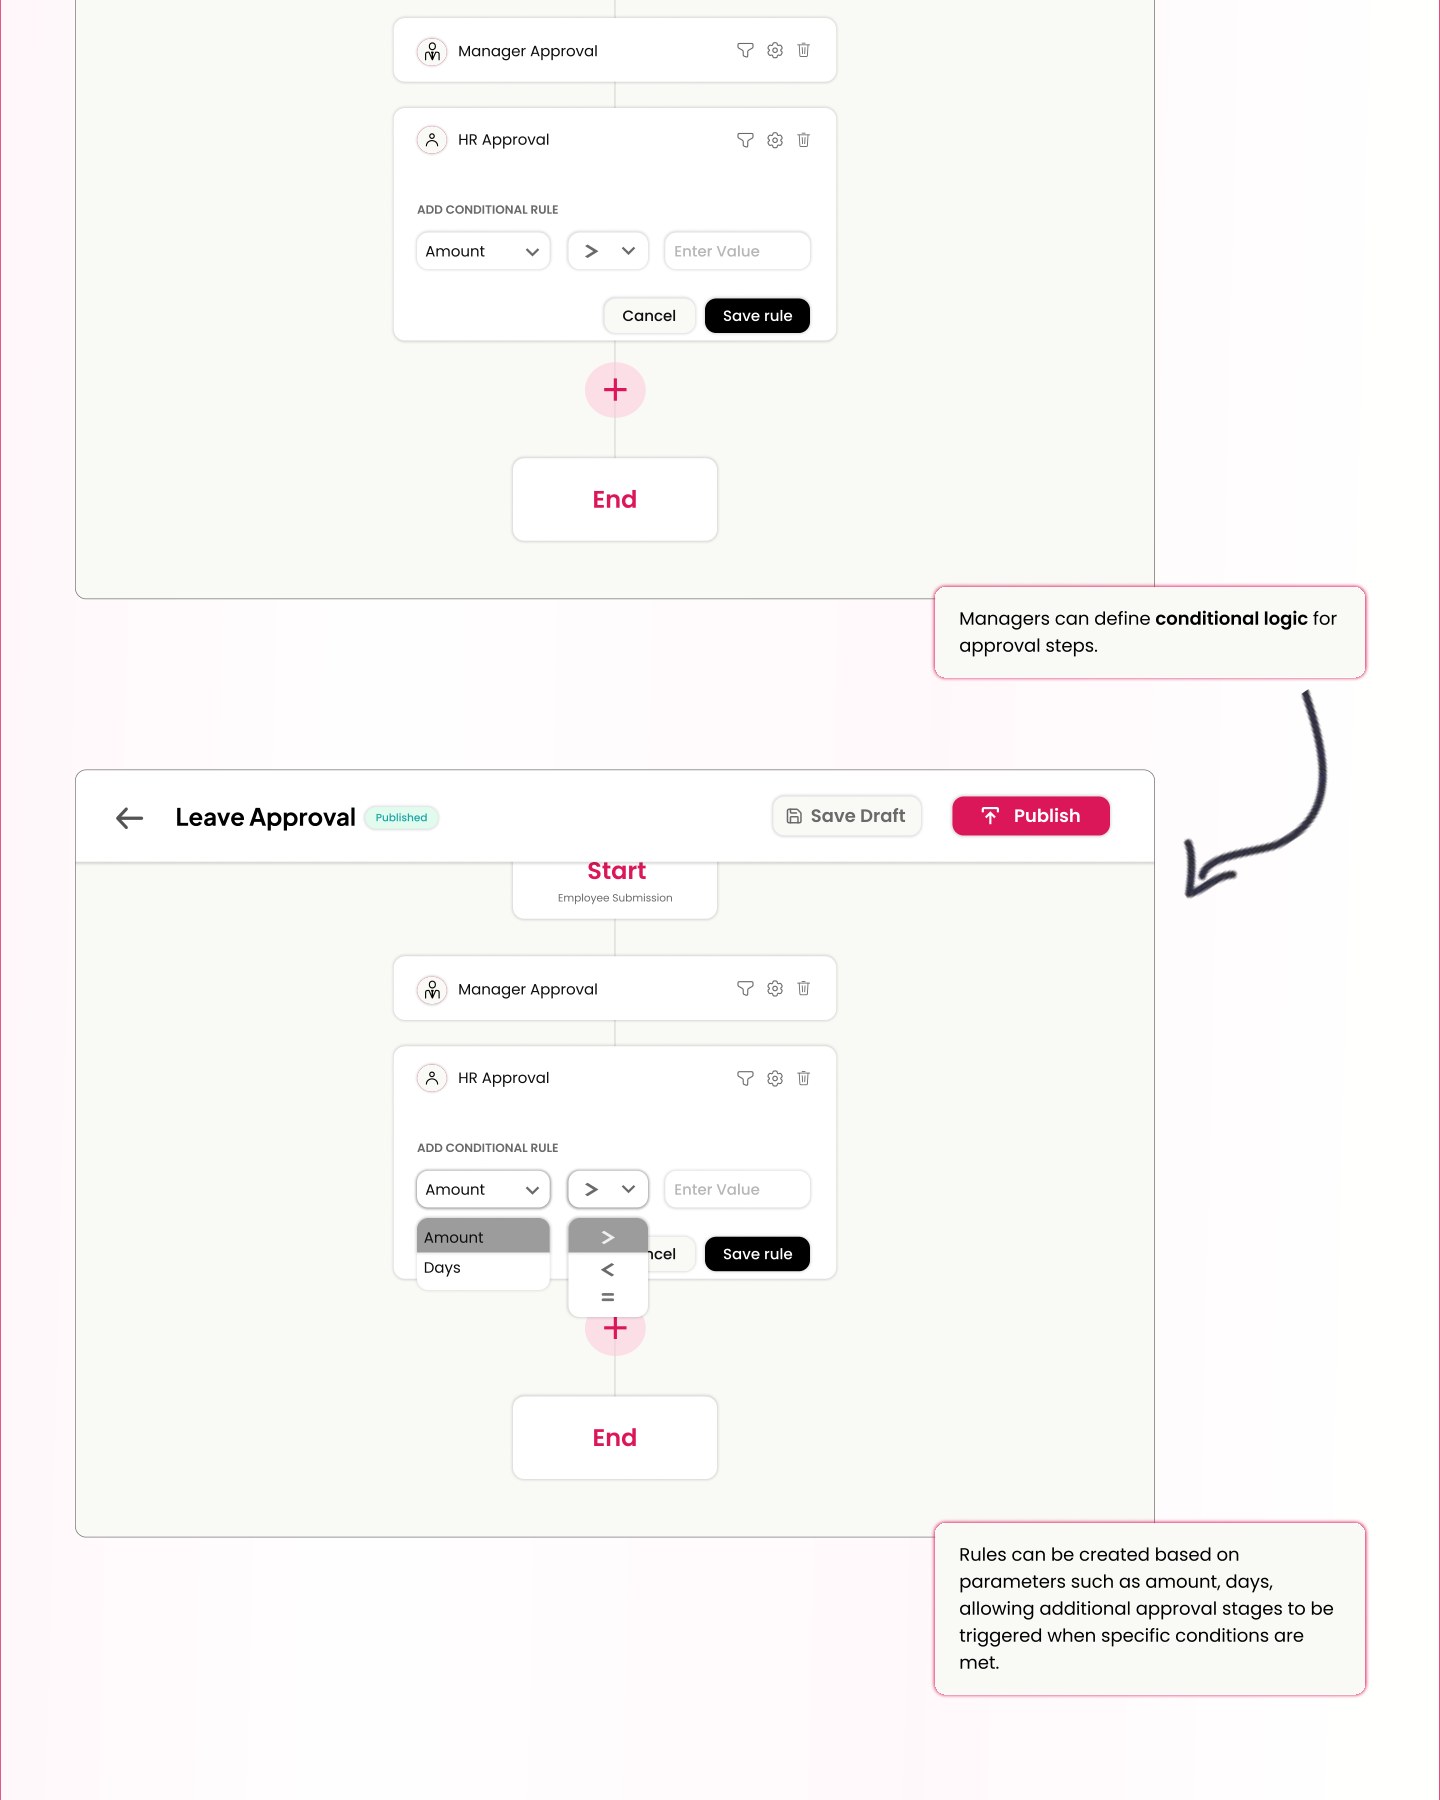 Manager Approval
HR Approval
ADD CONDITIONAL RULE
Amount > Enter Value
Cancel Save rule
+
End
Managers can define conditional logic for
approval steps.
Leave Approval Published Save Draft Publish
Start
Employee Submission
Manager Approval
HR Approval
ADD CONDITIONAL RULE
Amount > Enter Value
Amount > ncel Save rule
Days <
=
+
End
Rules can be created based on
parameters such as amount, days,
allowing additional approval stages to be
triggered when specific conditions are
met.